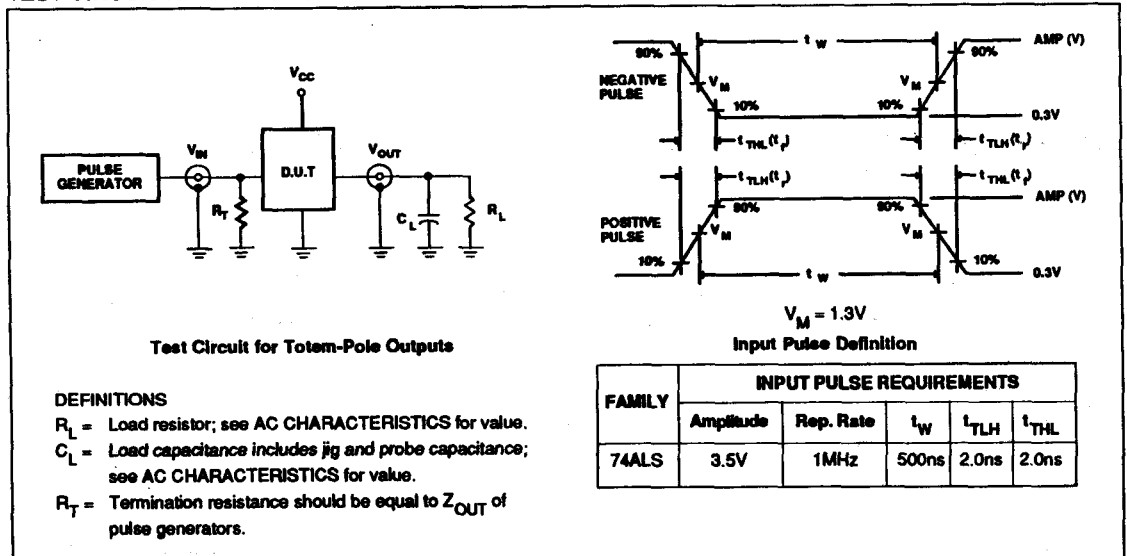 V_CC
V_IN
V_OUT
PULSE
GENERATOR
D.U.T
R_T
C_L
R_L
Test Circuit for Totem-Pole Outputs
DEFINITIONS
R_L = Load resistor; see AC CHARACTERISTICS for value.
C_L = Load capacitance includes jig and probe capacitance;
see AC CHARACTERISTICS for value.
R_T = Termination resistance should be equal to Z_OUT of
pulse generators.
t_W
AMP (V)
90%
90%
NEGATIVE
PULSE
V_M
V_M
10%
10%
0.3V
t_THL(t_f)
t_TLH(t_r)
t_TLH(t_r)
t_THL(t_f)
AMP (V)
90%
90%
POSITIVE
PULSE
V_M
V_M
10%
10%
t_W
0.3V
V_M = 1.3V
Input Pulse Definition
FAMILY
INPUT PULSE REQUIREMENTS
Amplitude Rep. Rate t_W t_TLH t_THL
74ALS 3.5V 1MHz 500ns 2.0ns 2.0ns